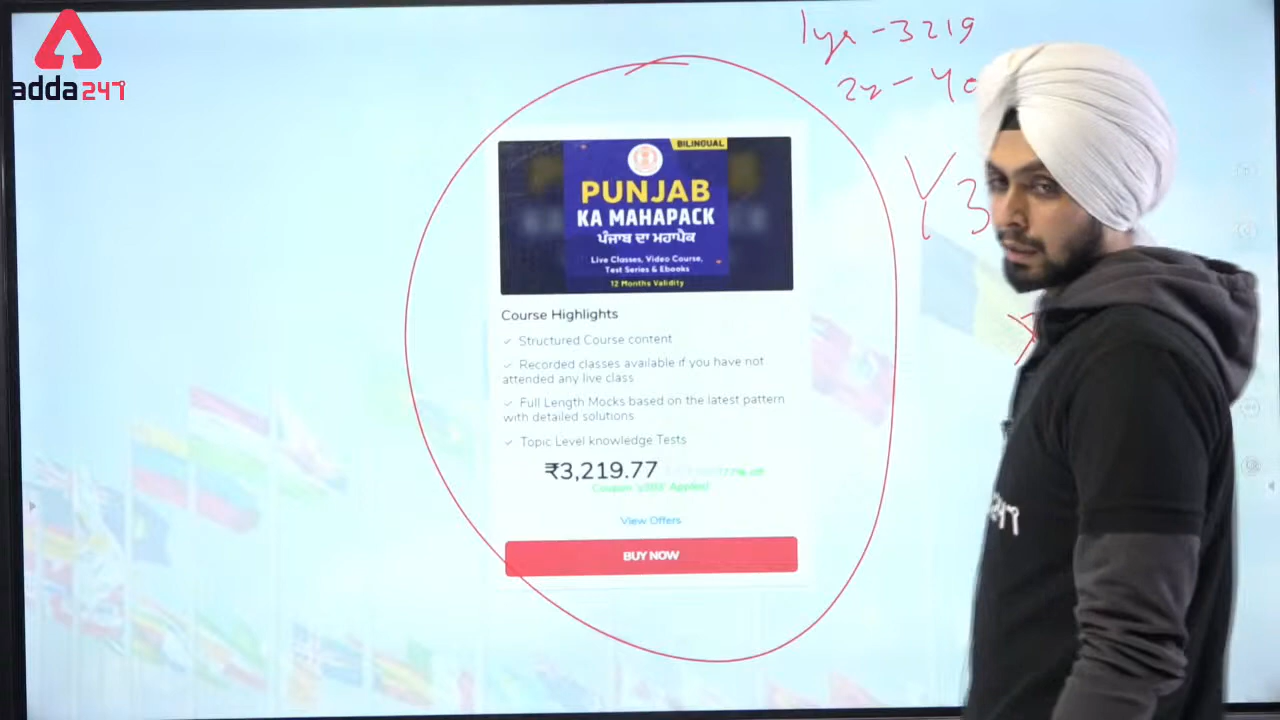 adda247
1yr - 3219
BILINGUAL
PUNJAB
KA MAHAPACK
ਪੰਜਾਬ ਦਾ ਮਹਾਪੈਕ
Live Classes, Video Course,
Test Series & Ebooks
12 Months Validity
Course Highlights
✓ Structured Course content
✓ Recorded classes available if you have not
attended any live class
✓ Full Length Mocks based on the latest pattern
with detailed solutions
✓ Topic Level knowledge Tests
₹3,219.77
Applied
View Offers
BUY NOW